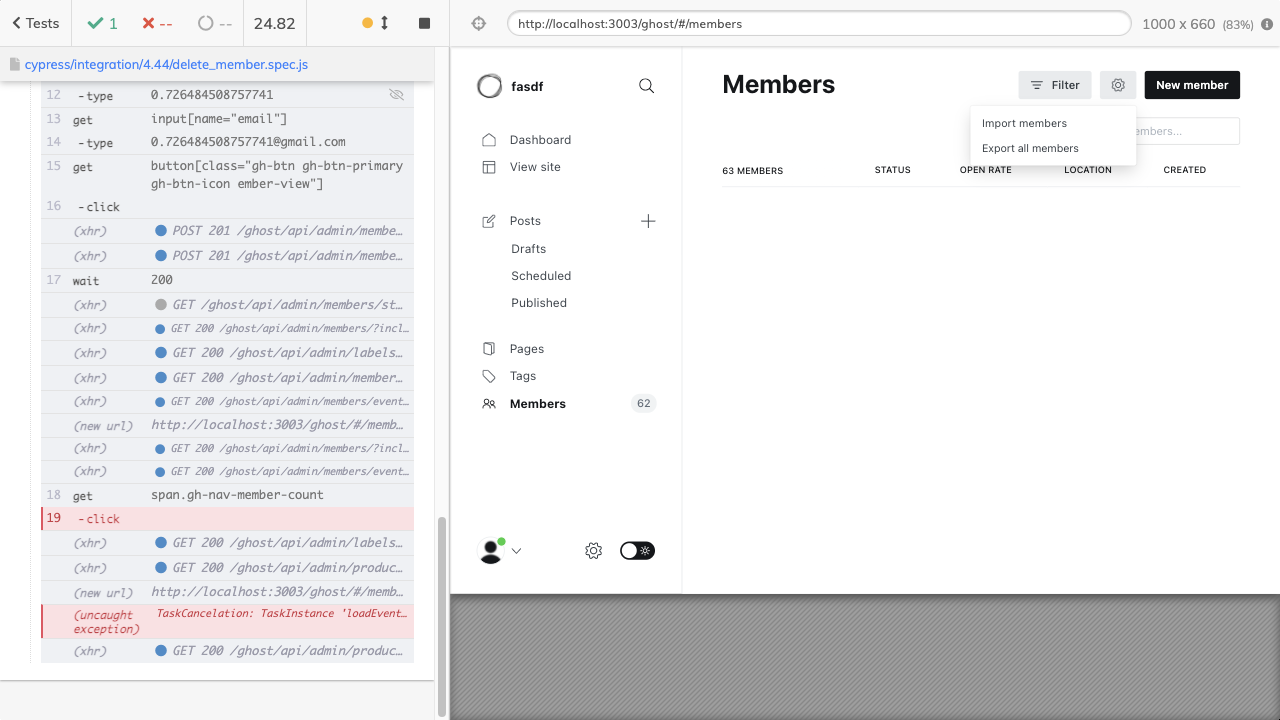 Tests
1
--
--
24.82
http://localhost:3003/ghost/#/members
1000 x 660 (83%)
cypress/integration/4.44/delete_member.spec.js
12 -type 0.726484508757741
13 get input[name="email"]
14 -type 0.726484508757741@gmail.com
15 get button[class="gh-btn gh-btn-primary
gh-btn-icon ember-view"]
16 -click
(xhr) POST 201 /ghost/api/admin/membe…
(xhr) POST 201 /ghost/api/admin/membe…
17 wait 200
(xhr) GET /ghost/api/admin/members/st…
(xhr) GET 200 /ghost/api/admin/members/?incl…
(xhr) GET 200 /ghost/api/admin/labels…
(xhr) GET 200 /ghost/api/admin/member…
(xhr) GET 200 /ghost/api/admin/members/event…
(new url) http://localhost:3003/ghost/#/memb…
(xhr) GET 200 /ghost/api/admin/members/?incl…
(xhr) GET 200 /ghost/api/admin/members/event…
18 get span.gh-nav-member-count
19 -click
(xhr) GET 200 /ghost/api/admin/labels…
(xhr) GET 200 /ghost/api/admin/produc…
(new url) http://localhost:3003/ghost/#/memb…
(uncaught exception) TaskCancelation: TaskInstance 'loadEvent…
(xhr) GET 200 /ghost/api/admin/produc…
fasdf
Dashboard
View site
Posts
Drafts
Scheduled
Published
Pages
Tags
Members 62
Members
Filter
New member
Import members
Export all members
embers...
63 MEMBERS STATUS OPEN RATE LOCATION CREATED